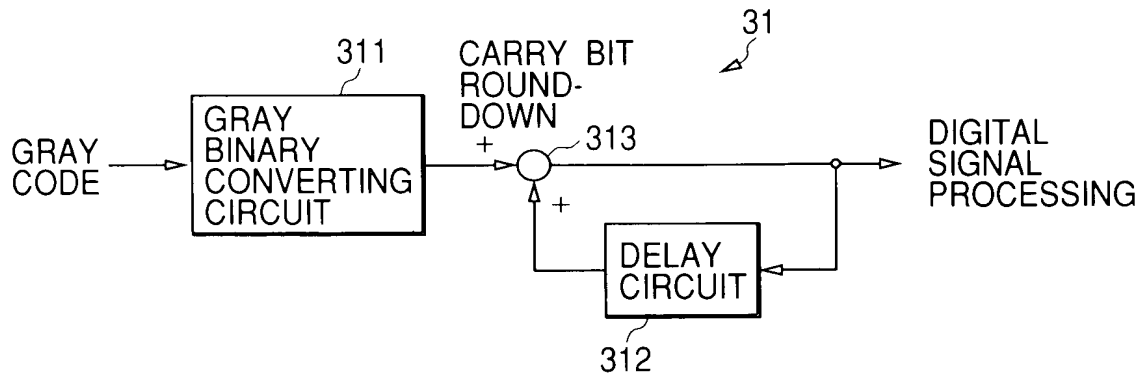 31
311
CARRY BIT
ROUND-
DOWN
GRAY
BINARY
CONVERTING
CIRCUIT
GRAY
CODE
+
313
+
DIGITAL
SIGNAL
PROCESSING
DELAY
CIRCUIT
312